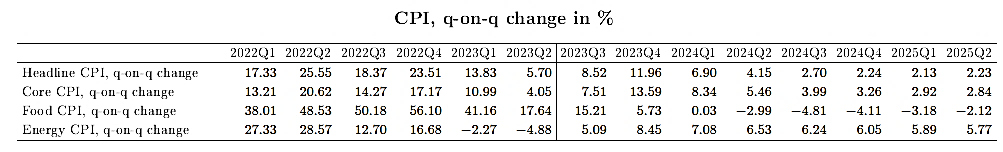 CPI, q-on-q change in %
2022Q1 2022Q2 2022Q3 2022Q4 2023Q1 2023Q2 2023Q3 2023Q4 2024Q1 2024Q2 2024Q3 2024Q4 2025Q1 2025Q2
Headline CPI, q-on-q change 17.33 25.55 18.37 23.51 13.83 5.70 8.52 11.96 6.90 4.15 2.70 2.24 2.13 2.23
Core CPI, q-on-q change 13.21 20.62 14.27 17.17 10.99 4.05 7.51 13.59 8.34 5.46 3.99 3.26 2.92 2.84
Food CPI, q-on-q change 38.01 48.53 50.18 56.10 41.16 17.64 15.21 5.73 0.03 −2.99 −4.81 −4.11 −3.18 −2.12
Energy CPI, q-on-q change 27.33 28.57 12.70 16.68 −2.27 −4.88 5.09 8.45 7.08 6.53 6.24 6.05 5.89 5.77